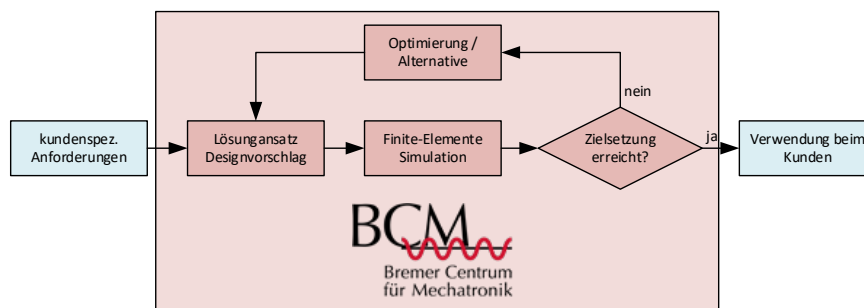 Optimierung /
Alternative
nein
kundenspez.
Anforderungen
Lösungansatz
Designvorschlag
Finite-Elemente
Simulation
Zielsetzung
erreicht?
ja
Verwendung beim
Kunden
BCM
Bremer Centrum
für Mechatronik